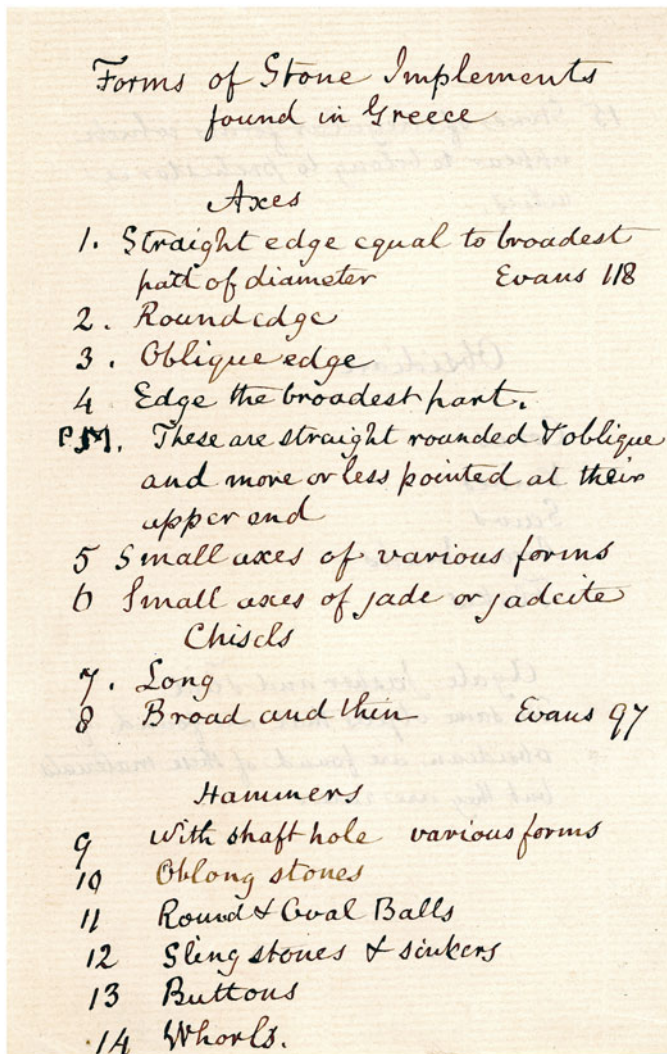 Forms of Stone Implements
found in Greece
Axes
1. Straight edge equal to broadest
part of diameter Evans 118
2. Round edge
3. Oblique edge
4 Edge the broadest part.
These are straight rounded & oblique
and more or less pointed at their
upper end
5 Small axes of various forms
6 Small axes of jade or jadeite
Chisels
7. Long
8 Broad and thin Evans 97
Hammers
9 With shaft hole various forms
10 Oblong stones
11 Round & Oval Balls
12 Sling stones & sinkers
13 Buttons
14 Whorls.